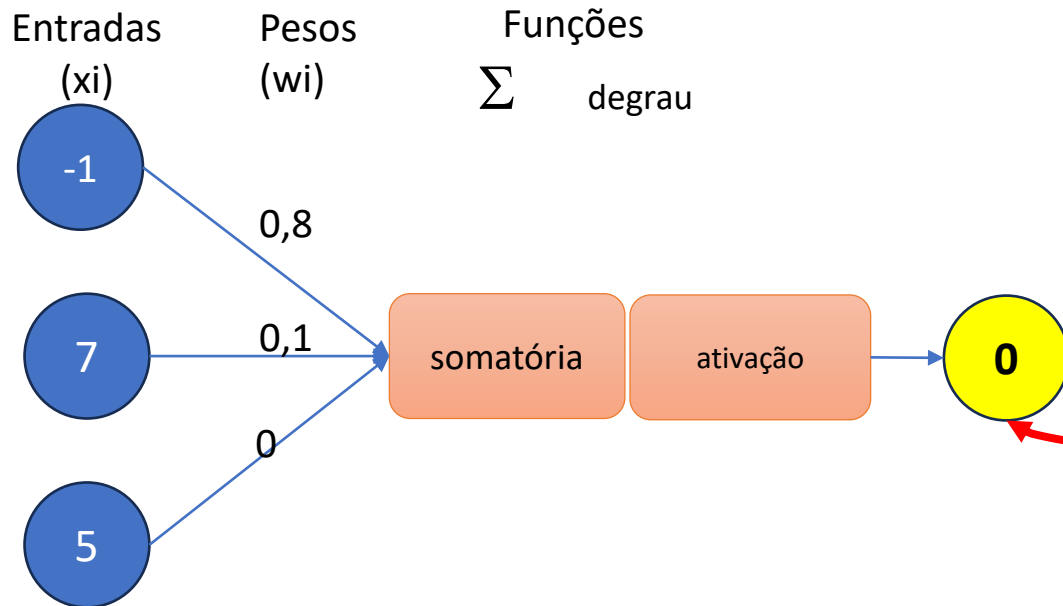 Entradas
(xi)
Pesos
(wi)
Funções
Σ degrau
-1
0,8
7
0,1
somatória
ativação
0
0
5